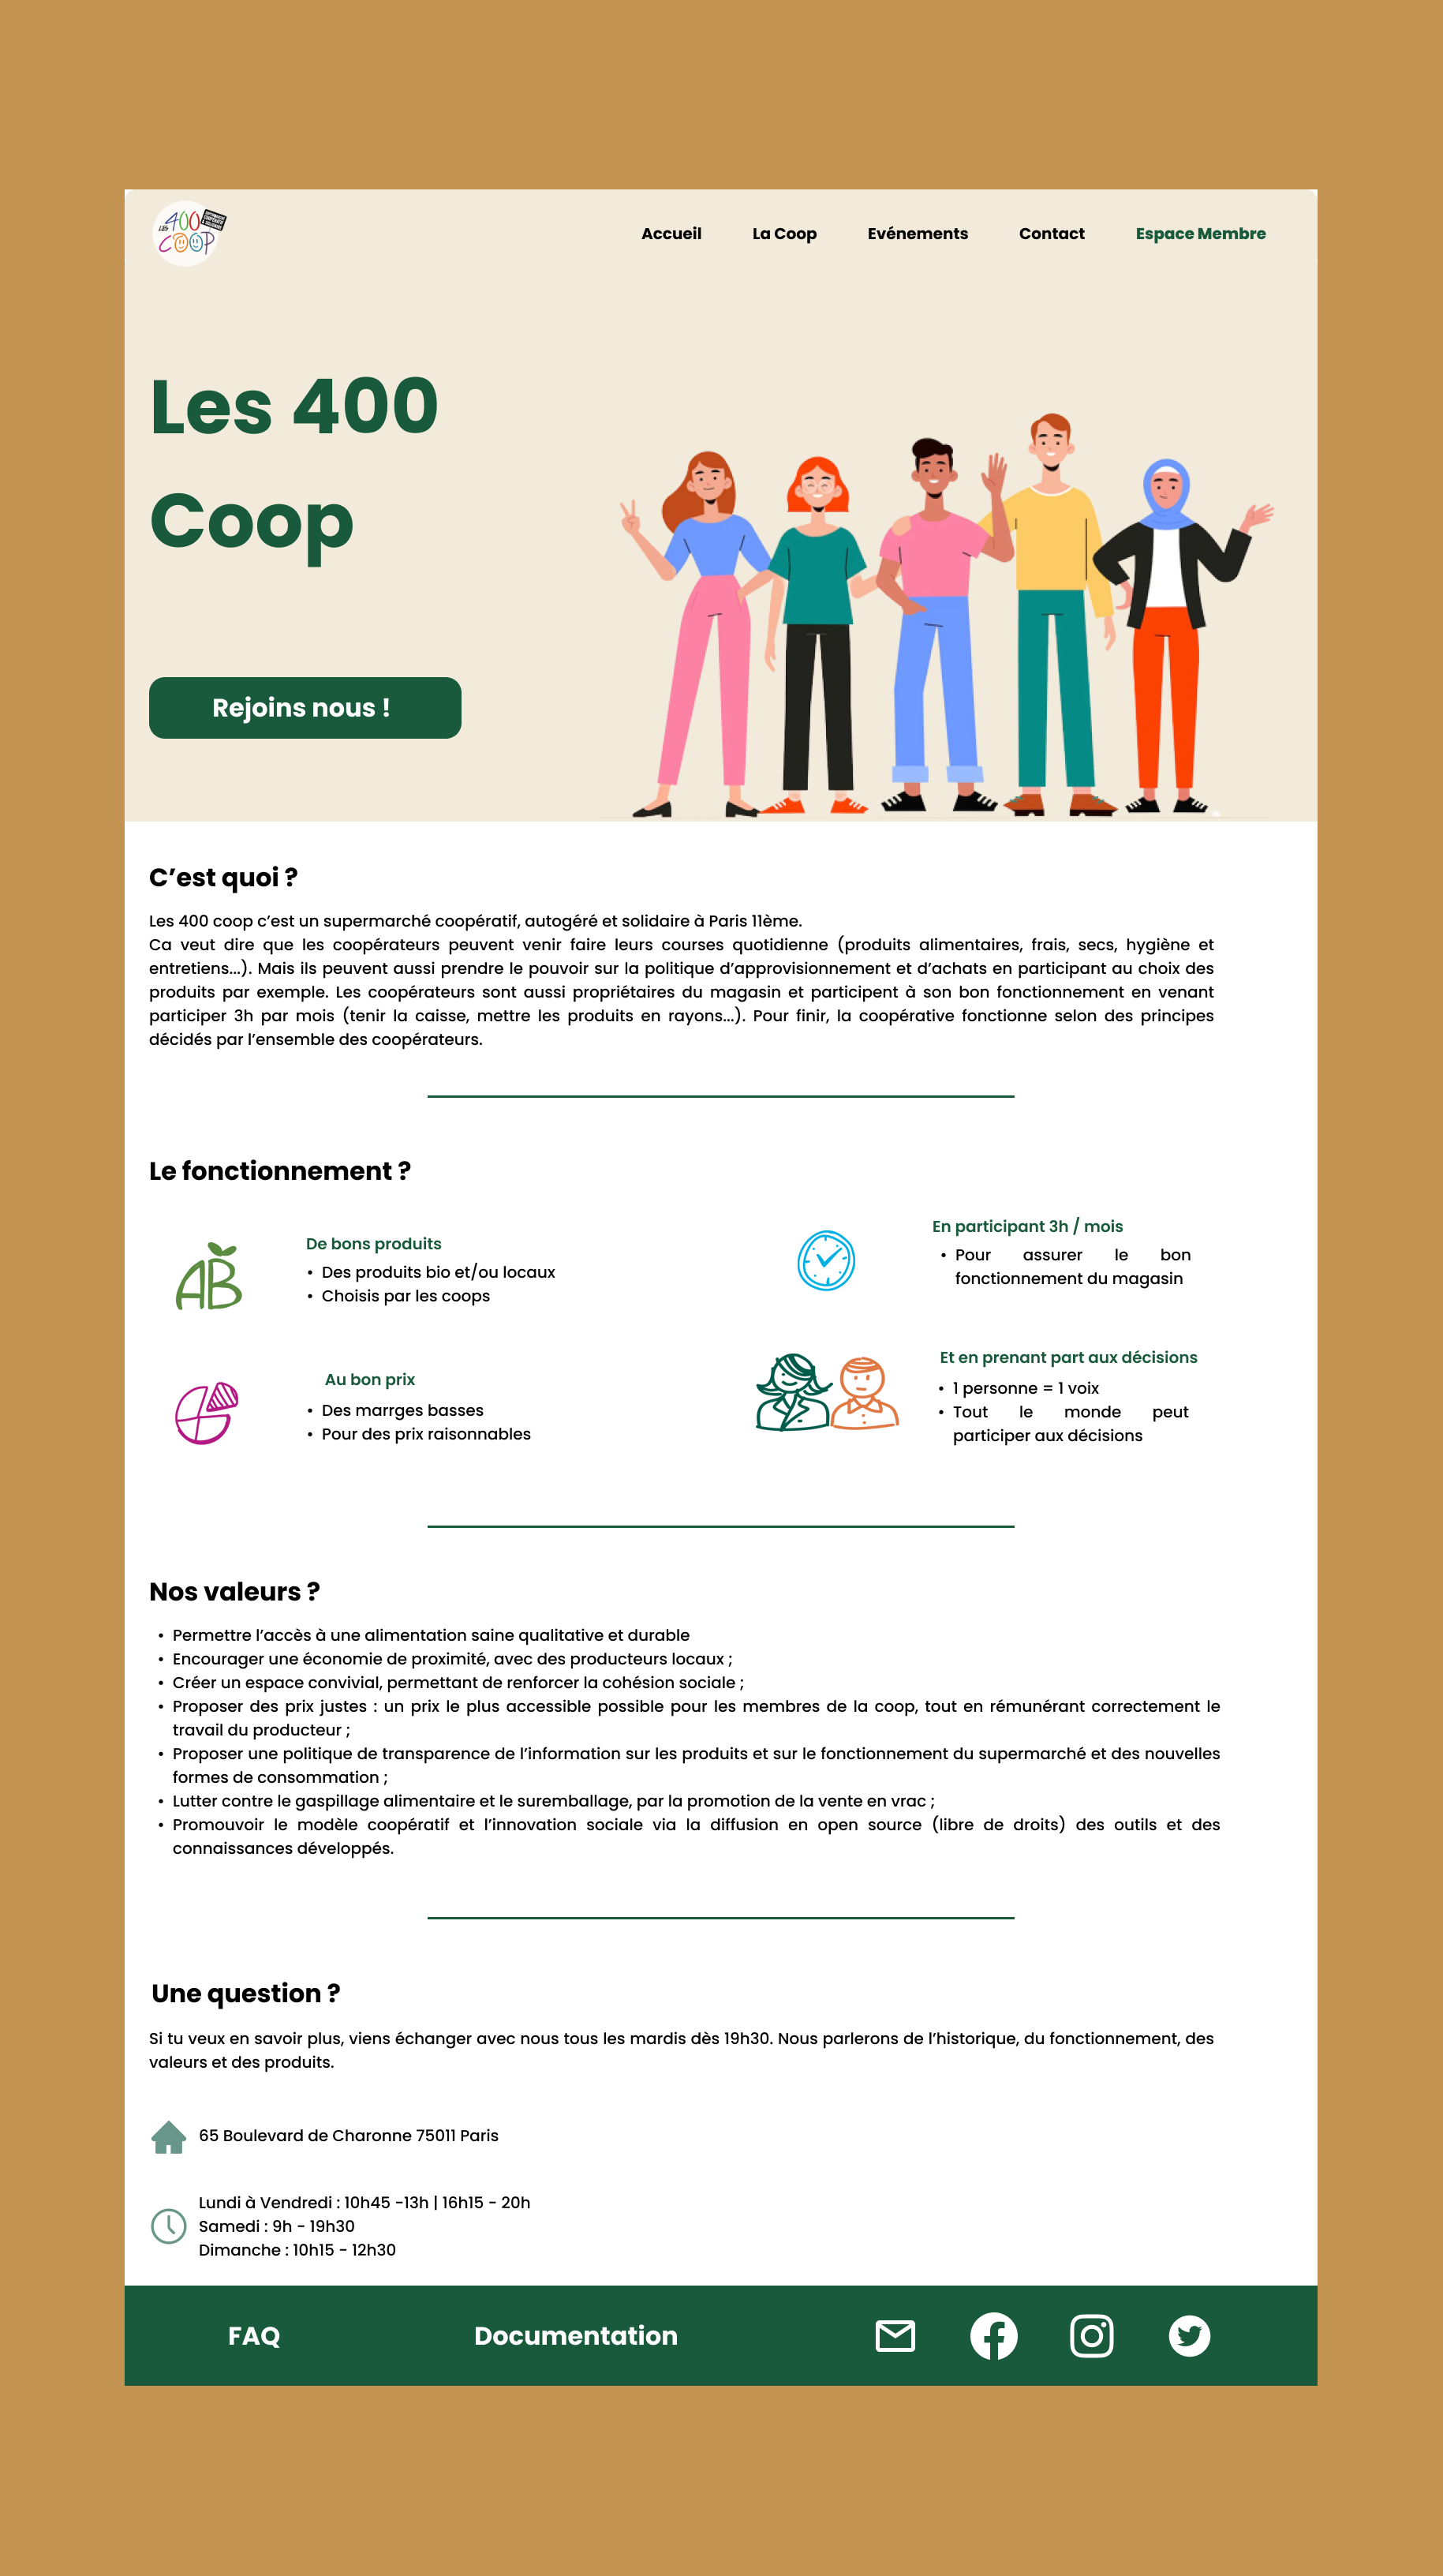 LES 400
COOP
Accueil
La Coop
Evénements
Contact
Espace Membre
Les 400
Coop
Rejoins nous !
C’est quoi ?
Les 400 coop c’est un supermarché coopératif, autogéré et solidaire à Paris 11ème.
Ca veut dire que les coopérateurs peuvent venir faire leurs courses quotidienne (produits alimentaires, frais, secs, hygiène et
entretiens...). Mais ils peuvent aussi prendre le pouvoir sur la politique d’approvisionnement et d’achats en participant au choix des
produits par exemple. Les coopérateurs sont aussi propriétaires du magasin et participent à son bon fonctionnement en venant
participer 3h par mois (tenir la caisse, mettre les produits en rayons...). Pour finir, la coopérative fonctionne selon des principes
décidés par l’ensemble des coopérateurs.
Le fonctionnement ?
AB
De bons produits
• Des produits bio et/ou locaux
• Choisis par les coops
Au bon prix
• Des marrges basses
• Pour des prix raisonnables
En participant 3h / mois
• Pour assurer le bon
fonctionnement du magasin
Et en prenant part aux décisions
• 1 personne = 1 voix
• Tout le monde peut
participer aux décisions
Nos valeurs ?
• Permettre l’accès à une alimentation saine qualitative et durable
• Encourager une économie de proximité, avec des producteurs locaux ;
• Créer un espace convivial, permettant de renforcer la cohésion sociale ;
• Proposer des prix justes : un prix le plus accessible possible pour les membres de la coop, tout en rémunérant correctement le
travail du producteur ;
• Proposer une politique de transparence de l’information sur les produits et sur le fonctionnement du supermarché et des nouvelles
formes de consommation ;
• Lutter contre le gaspillage alimentaire et le suremballage, par la promotion de la vente en vrac ;
• Promouvoir le modèle coopératif et l’innovation sociale via la diffusion en open source (libre de droits) des outils et des
connaissances développés.
Une question ?
Si tu veux en savoir plus, viens échanger avec nous tous les mardis dès 19h30. Nous parlerons de l’historique, du fonctionnement, des
valeurs et des produits.
65 Boulevard de Charonne 75011 Paris
Lundi à Vendredi : 10h45 -13h | 16h15 - 20h
Samedi : 9h - 19h30
Dimanche : 10h15 - 12h30
FAQ
Documentation